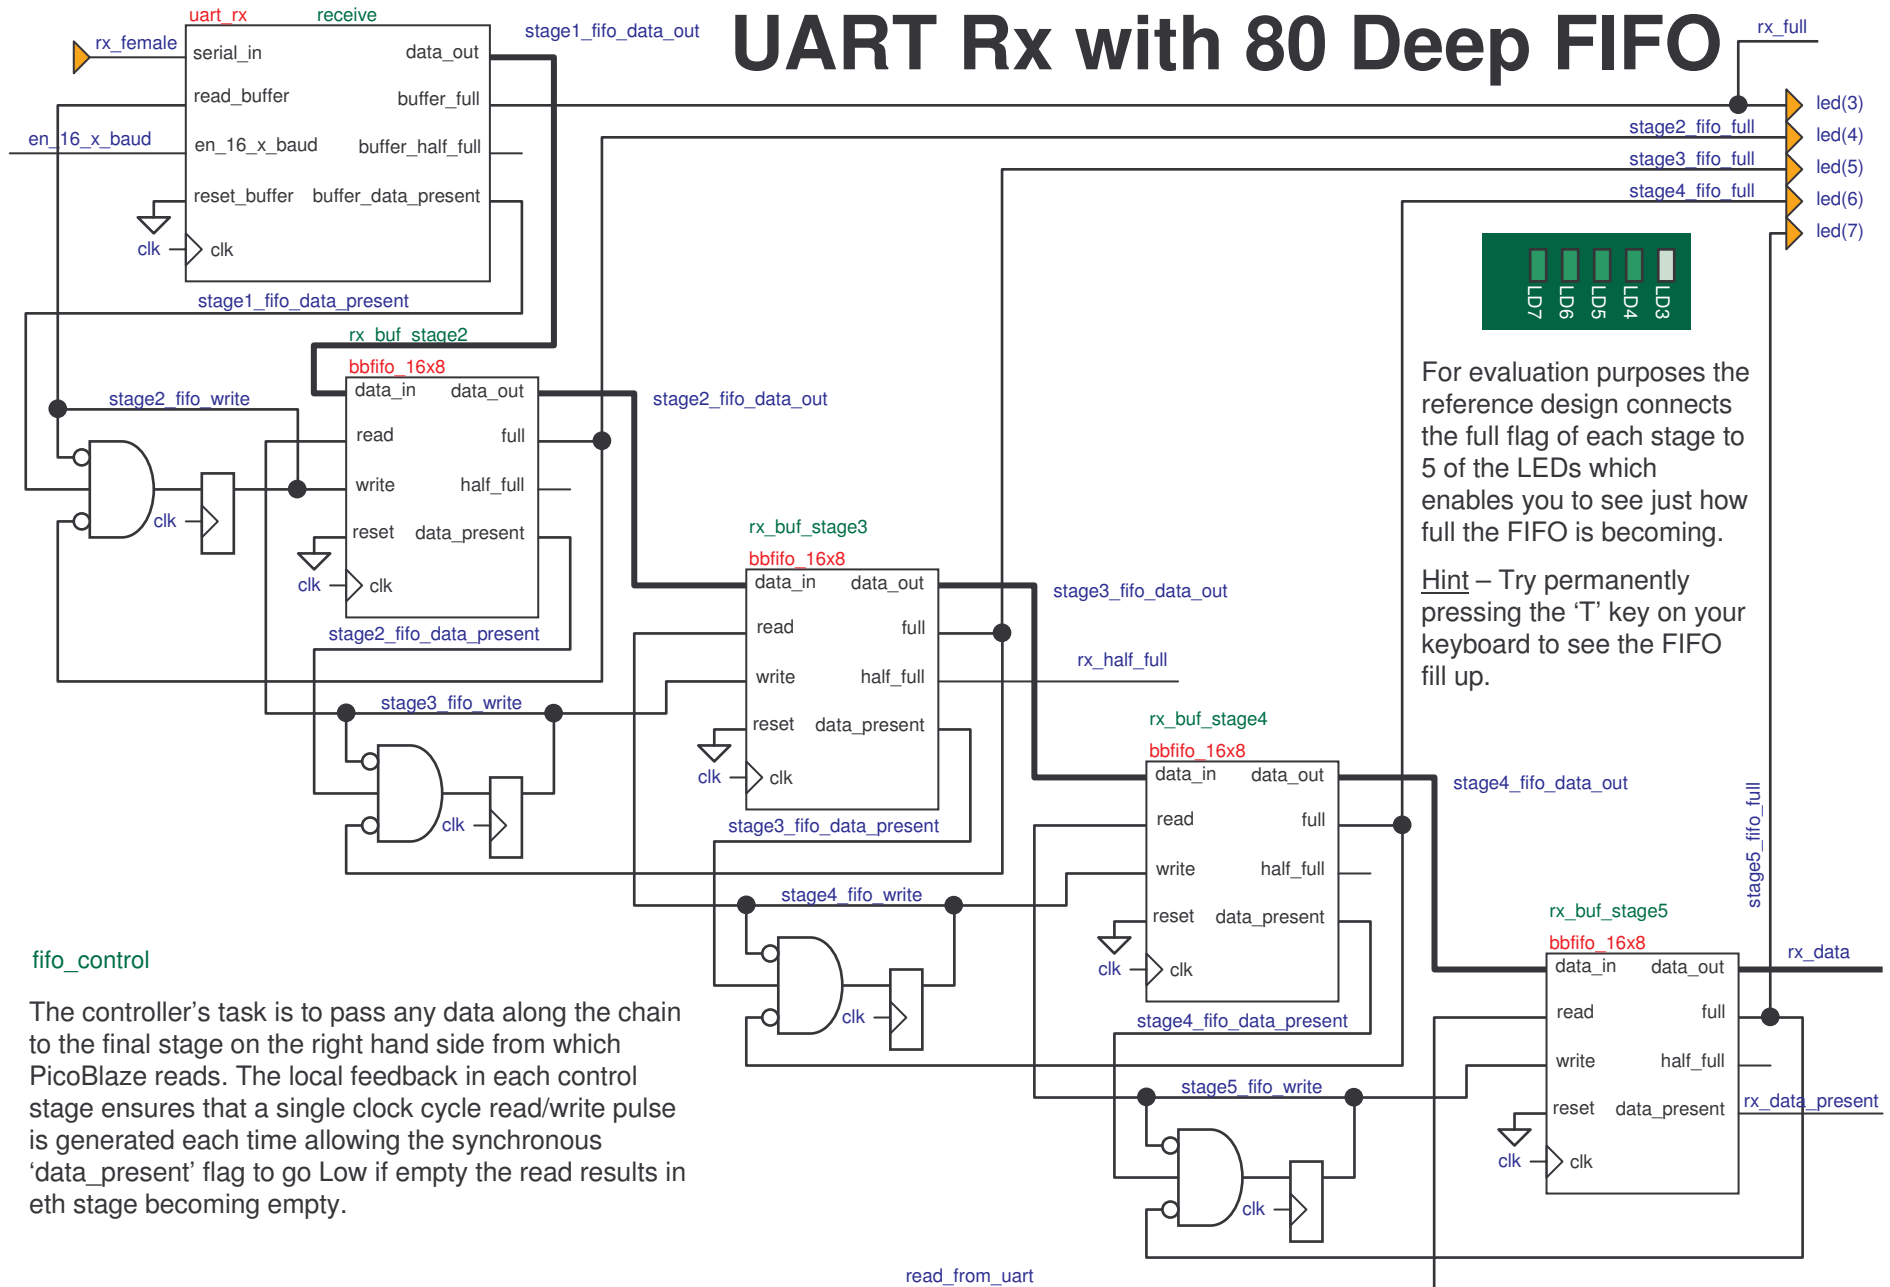 UART Rx with 80 Deep FIFO
uart_rx
receive
rx_female
serial_in
data_out
stage1_fifo_data_out
read_buffer
buffer_full
en_16_x_baud
en_16_x_baud
buffer_half_full
reset_buffer
buffer_data_present
clk
clk
stage1_fifo_data_present
rx_full
led(3)
stage2_fifo_full
led(4)
stage3_fifo_full
led(5)
stage4_fifo_full
led(6)
led(7)
LD7
LD6
LD5
LD4
LD3
rx_buf_stage2
bbfifo_16x8
data_in
data_out
stage2_fifo_data_out
stage2_fifo_write
read
full
write
half_full
clk
reset
data_present
clk
clk
stage2_fifo_data_present
For evaluation purposes the
reference design connects
the full flag of each stage to
5 of the LEDs which
enables you to see just how
full the FIFO is becoming.
Hint – Try permanently
pressing the ‘T’ key on your
keyboard to see the FIFO
fill up.
rx_buf_stage3
bbfifo_16x8
data_in
data_out
stage3_fifo_data_out
read
full
rx_half_full
write
half_full
stage3_fifo_write
reset
data_present
clk
clk
clk
stage3_fifo_data_present
rx_buf_stage4
bbfifo_16x8
data_in
data_out
stage4_fifo_data_out
read
full
write
half_full
stage4_fifo_write
reset
data_present
clk
clk
clk
stage4_fifo_data_present
stage5_fifo_full
rx_buf_stage5
bbfifo_16x8
data_in
data_out
rx_data
read
full
write
half_full
stage5_fifo_write
reset
data_present
rx_data_present
clk
clk
clk
read_from_uart
fifo_control
The controller’s task is to pass any data along the chain
to the final stage on the right hand side from which
PicoBlaze reads. The local feedback in each control
stage ensures that a single clock cycle read/write pulse
is generated each time allowing the synchronous
‘data_present’ flag to go Low if empty the read results in
eth stage becoming empty.